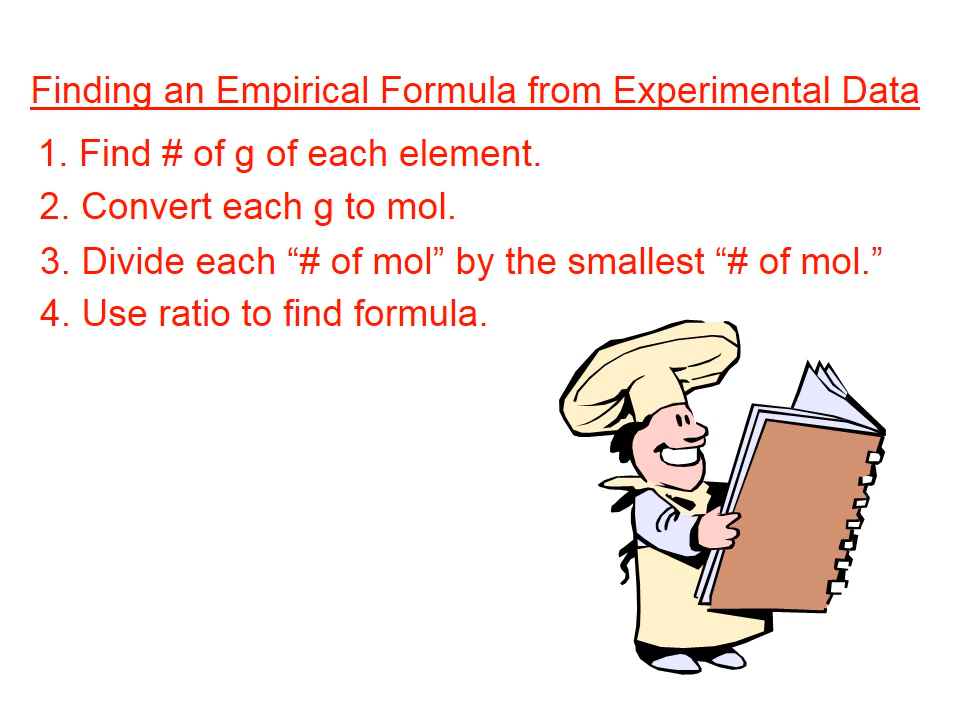 Finding an Empirical Formula from Experimental Data
1. Find # of g of each element.
2. Convert each g to mol.
3. Divide each “# of mol” by the smallest “# of mol.”
4. Use ratio to find formula.